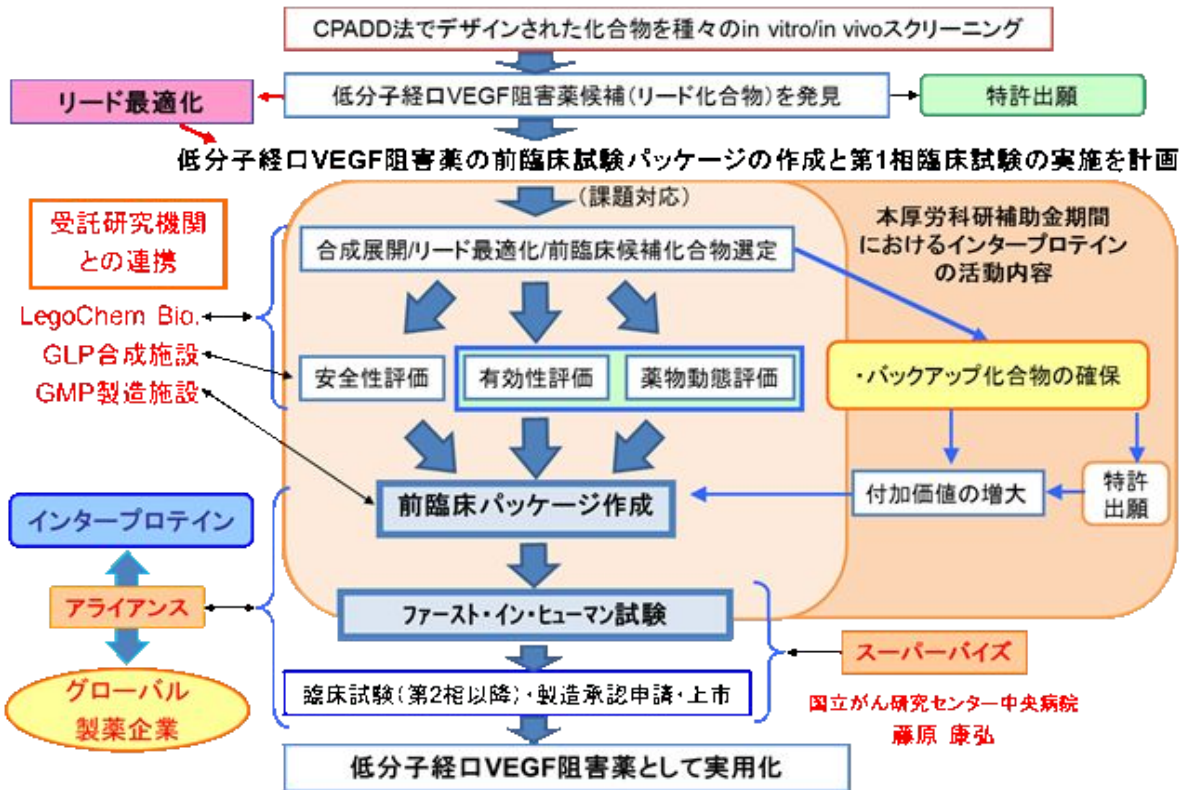 CPADD法でデザインされた化合物を種々のin vitro/in vivoスクリーニング
リード最適化
低分子経口VEGF阻害薬候補(リード化合物)を発見
特許出願
低分子経口VEGF阻害薬の前臨床試験パッケージの作成と第1相臨床試験の実施を計画
(課題対応)
受託研究機関
との連携
合成展開/リード最適化/前臨床候補化合物選定
本厚労科研補助金期間
におけるインタープロテイン
の活動内容
LegoChem Bio.
GLP合成施設
GMP製造施設
安全性評価
有効性評価
薬物動態評価
・バックアップ化合物の確保
前臨床パッケージ作成
付加価値の増大
特許
出願
インタープロテイン
アライアンス
グローバル
製薬企業
ファースト・イン・ヒューマン試験
スーパーバイズ
臨床試験(第2相以降)・製造承認申請・上市
国立がん研究センター中央病院
藤原 康弘
低分子経口VEGF阻害薬として実用化